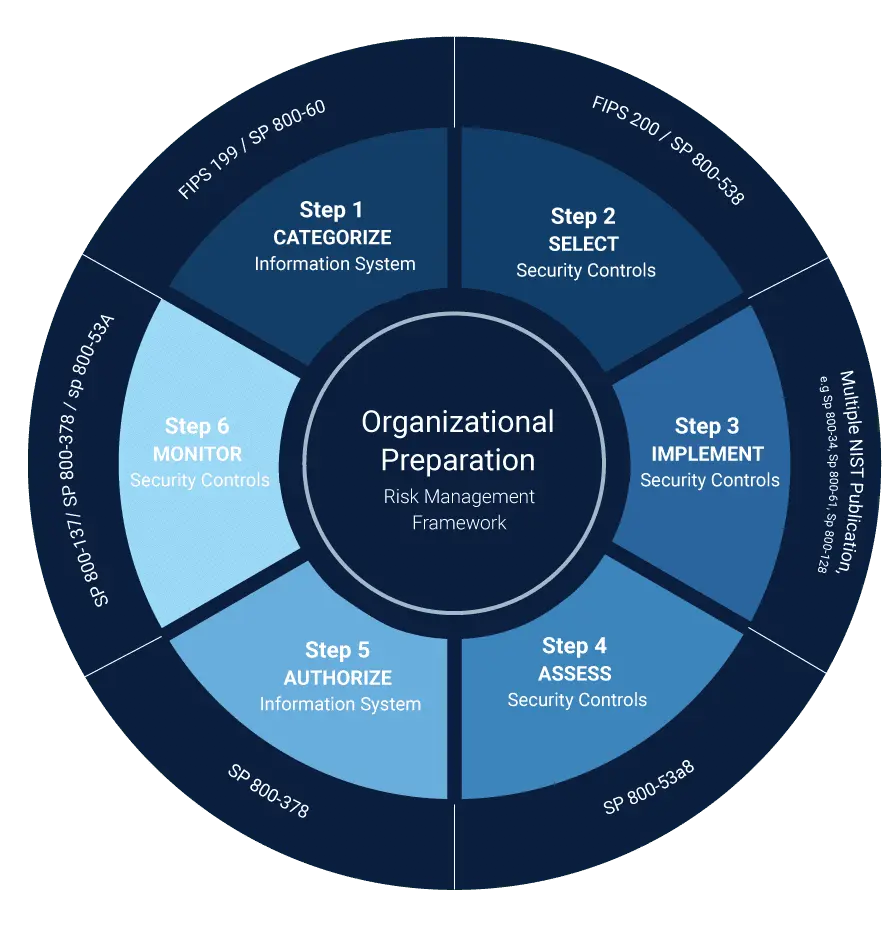 FIPS 199 / SP 800-60
FIPS 200 / SP 800-538
Step 1
CATEGORIZE
Information System
Step 2
SELECT
Security Controls
Step 3
IMPLEMENT
Security Controls
Multiple NIST Publication,
e.g Sp 800-34, Sp 800-61, Sp 800-128
Step 4
ASSESS
Security Controls
SP 800-53a8
Step 5
AUTHORIZE
Information System
SP 800-378
Step 6
MONITOR
Security Controls
SP 800-137/ SP 800-378 / sp 800-53A
Organizational
Preparation
Risk Management
Framework